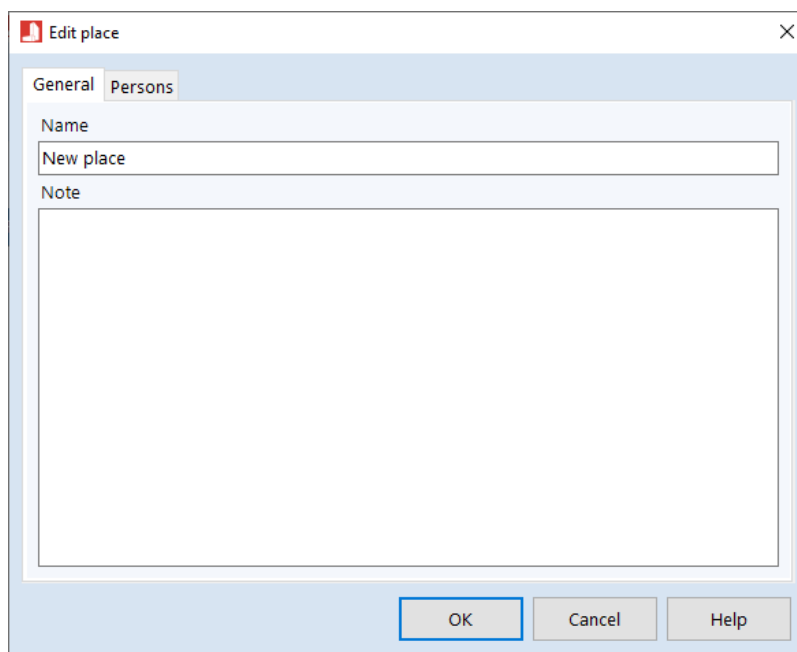 Edit place
General Persons
Name
New place
Note
OK Cancel Help